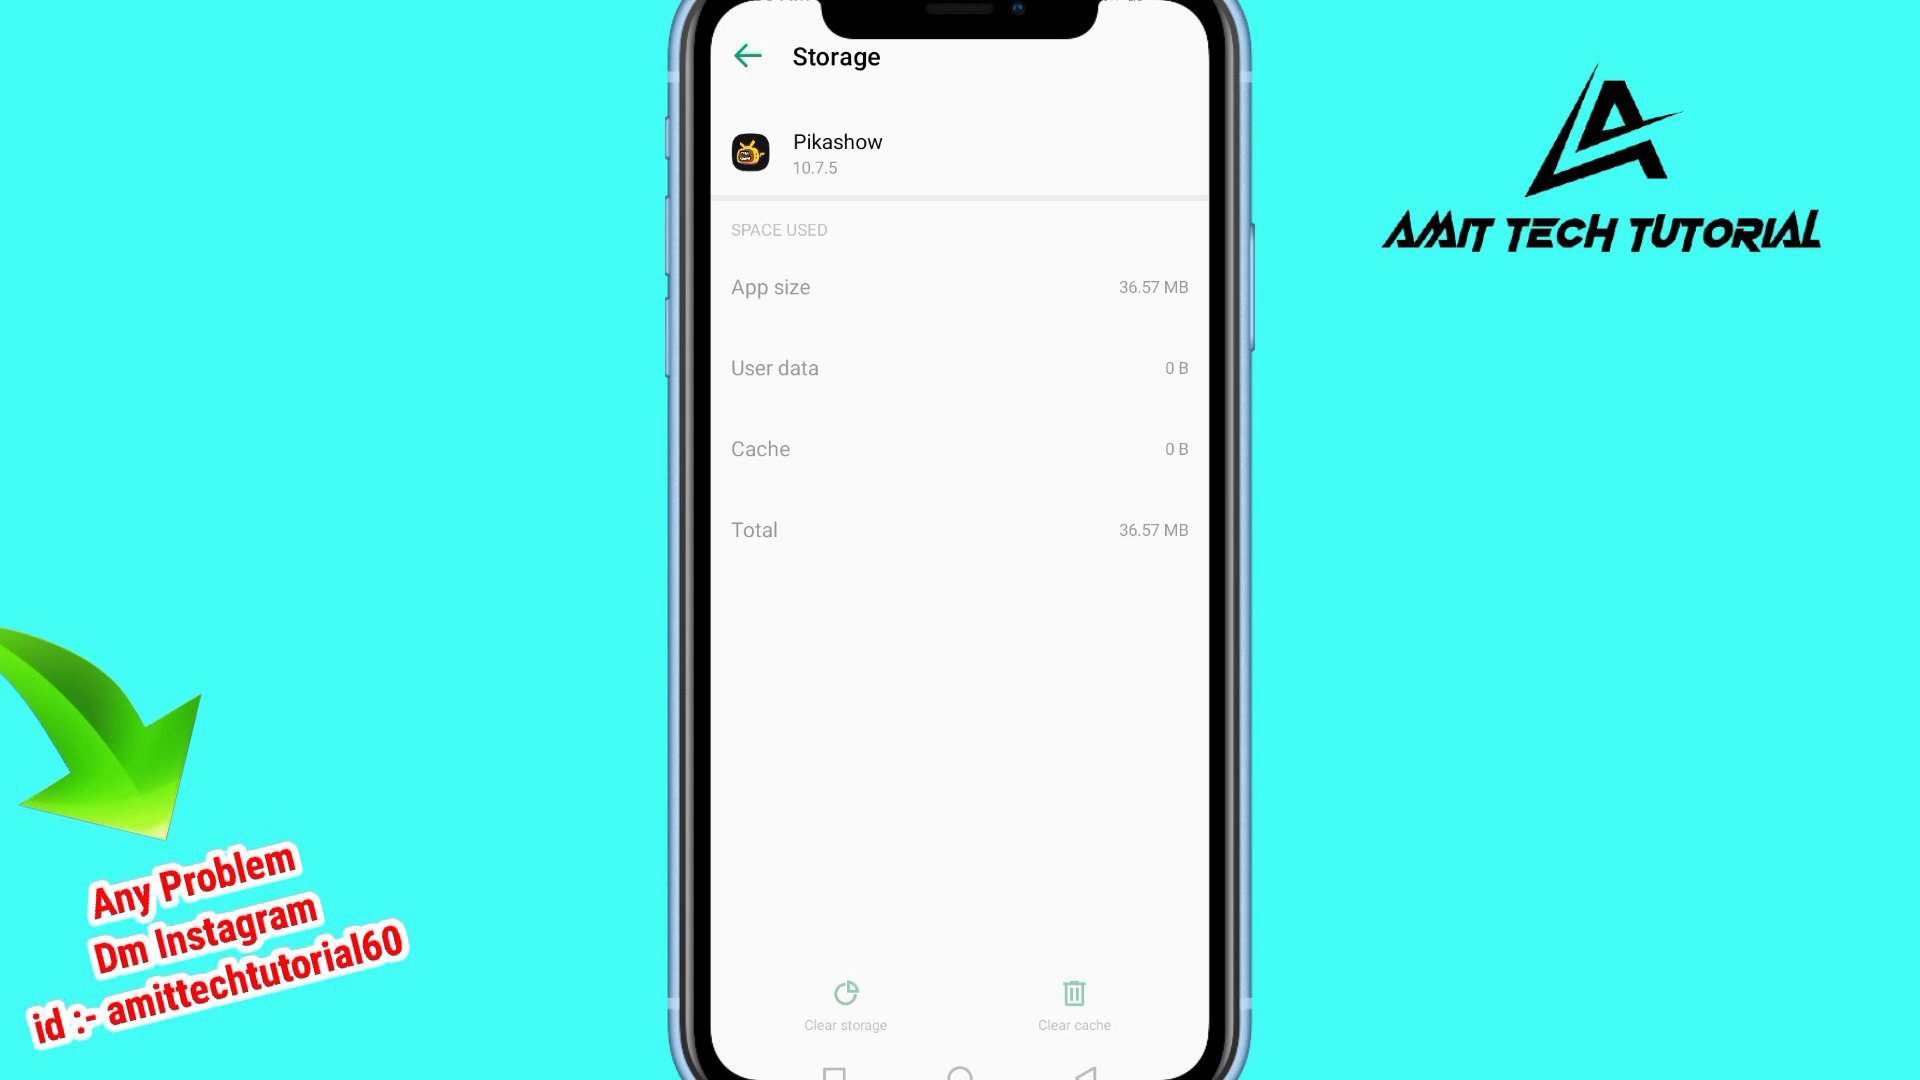 Storage
Pikashow
10.7.5
SPACE USED
App size 36.57 MB
User data 0 B
Cache 0 B
Total 36.57 MB
Clear storage Clear cache
AMIT TECH TUTORIAL
Any Problem
Dm Instagram
id :- amittechtutorial60